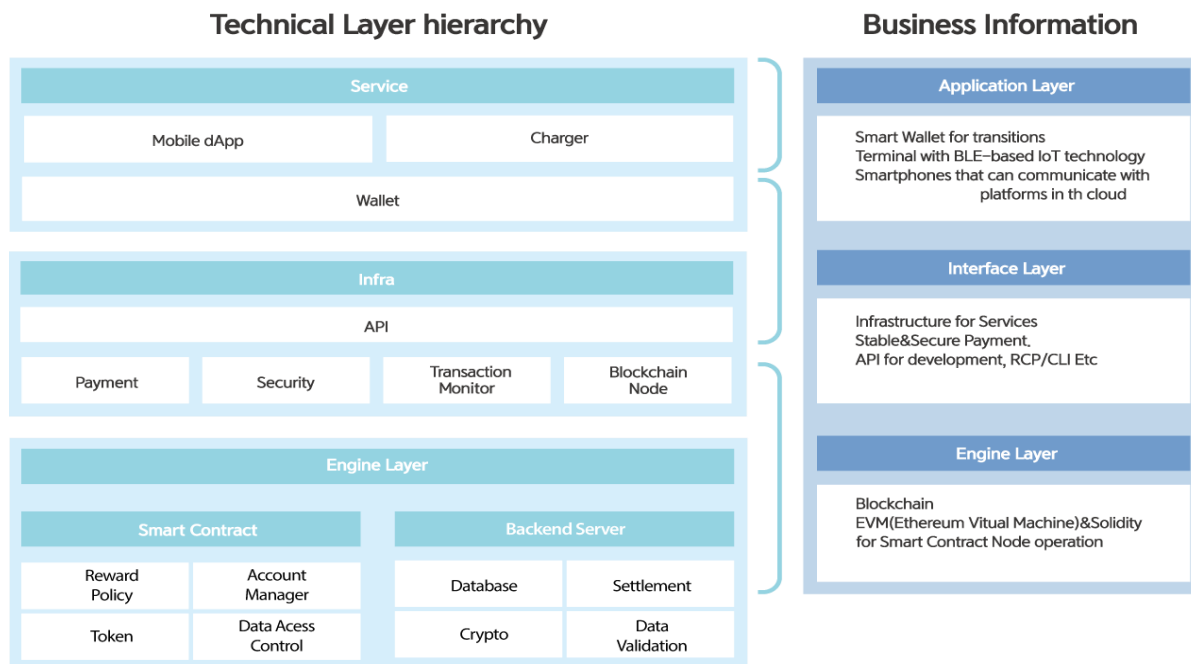 Technical Layer hierarchy
Service
Mobile dApp
Charger
Wallet
Infra
API
Payment
Security
Transaction
Monitor
Blockchain
Node
Engine Layer
Smart Contract
Reward
Policy
Account
Manager
Token
Data Acess
Control
Backend Server
Database
Settlement
Crypto
Data
Validation
Business Information
Application Layer
Smart Wallet for transitions
Terminal with BLE-based IoT technology
Smartphones that can communicate with
platforms in th cloud
Interface Layer
Infrastructure for Services
Stable&Secure Payment.
API for development, RCP/CLI Etc
Engine Layer
Blockchain
EVM(Ethereum Vitual Machine)&Solidity
for Smart Contract Node operation